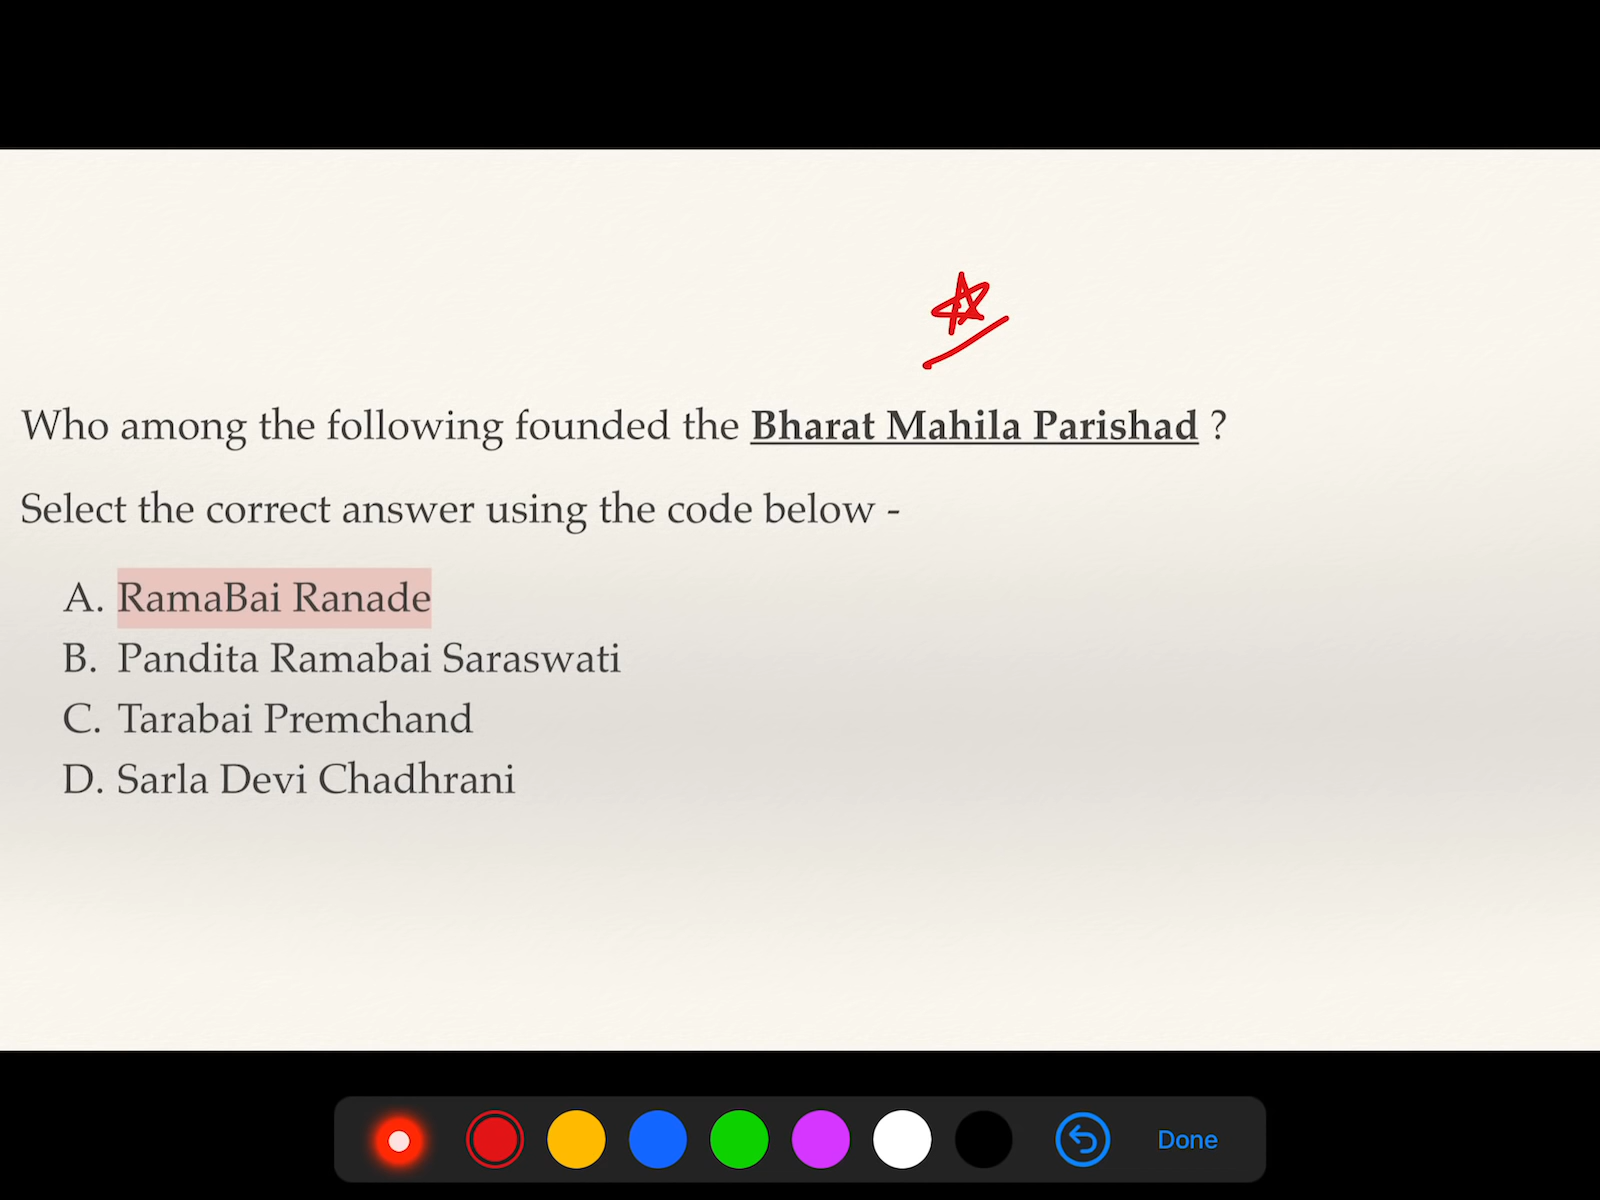 Who among the following founded the Bharat Mahila Parishad ?
Select the correct answer using the code below -
A. RamaBai Ranade
B. Pandita Ramabai Saraswati
C. Tarabai Premchand
D. Sarla Devi Chadhrani
Done